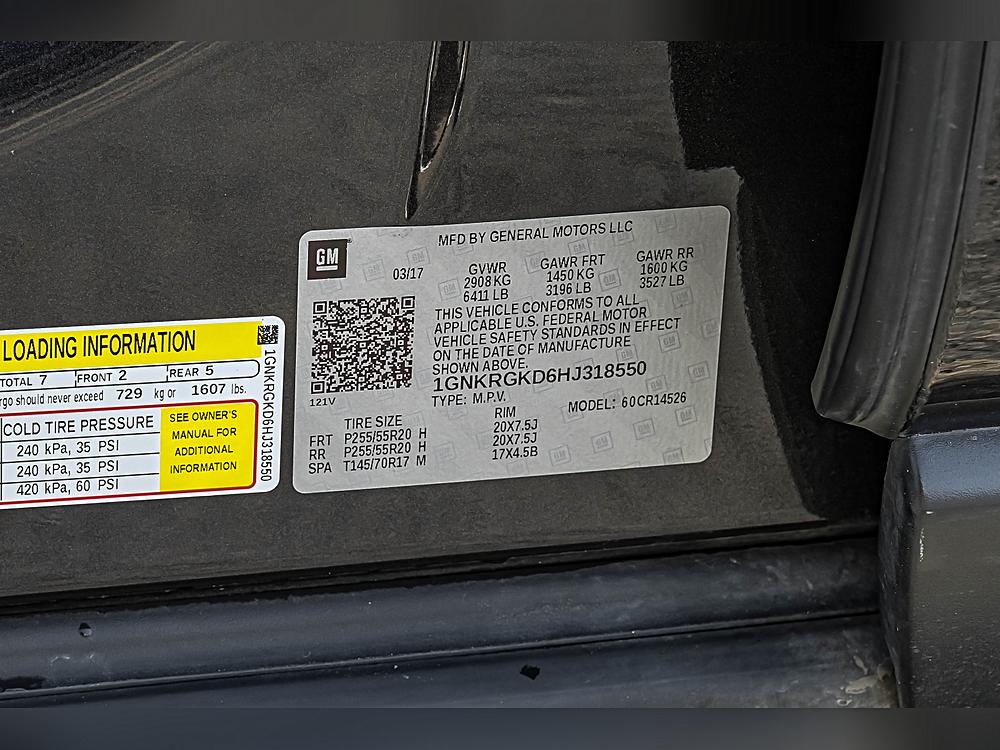 LOADING INFORMATION
TOTAL 7 FRONT 2 REAR 5
rgo should never exceed 729 kg or 1607 lbs.
COLD TIRE PRESSURE
240 kPa, 35 PSI
240 kPa, 35 PSI
420 kPa, 60 PSI
SEE OWNER'S
MANUAL FOR
ADDITIONAL
INFORMATION
1GNKRGKD6HJ318550
GM
MFD BY GENERAL MOTORS LLC
03/17 GVWR GAWR FRT GAWR RR
2908 KG 1450 KG 1600 KG
6411 LB 3196 LB 3527 LB
THIS VEHICLE CONFORMS TO ALL
APPLICABLE U.S. FEDERAL MOTOR
VEHICLE SAFETY STANDARDS IN EFFECT
ON THE DATE OF MANUFACTURE
SHOWN ABOVE.
1GNKRGKD6HJ318550
TYPE: M.P.V. MODEL: 60CR14526
121V
TIRE SIZE RIM
FRT P255/55R20 H 20X7.5J
RR P255/55R20 H 20X7.5J
SPA T145/70R17 M 17X4.5B